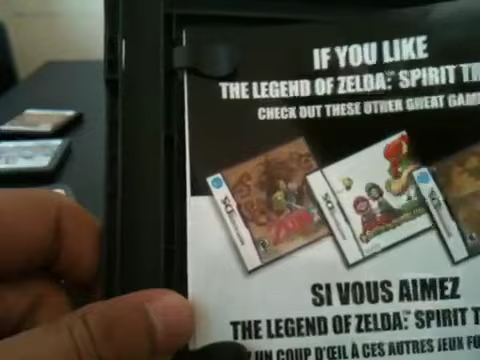 IF YOU LIKE
THE LEGEND OF ZELDA: SPIRIT
CHECK OUT THESE OTHER GREAT
SI VOUS AIMEZ
THE LEGEND OF ZELDA: SPIRIT
UN COUP D'ŒIL À CES AUTRES JEUX